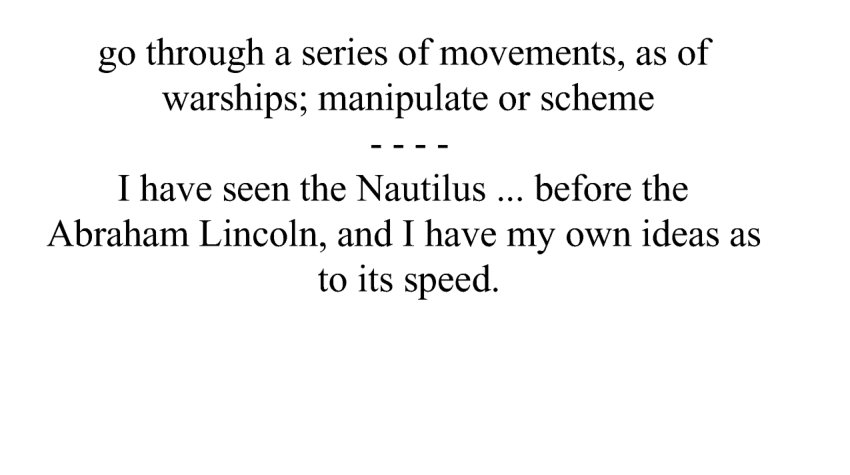 go through a series of movements, as of
warships; manipulate or scheme
- - - -
I have seen the Nautilus ... before the
Abraham Lincoln, and I have my own ideas as
to its speed.